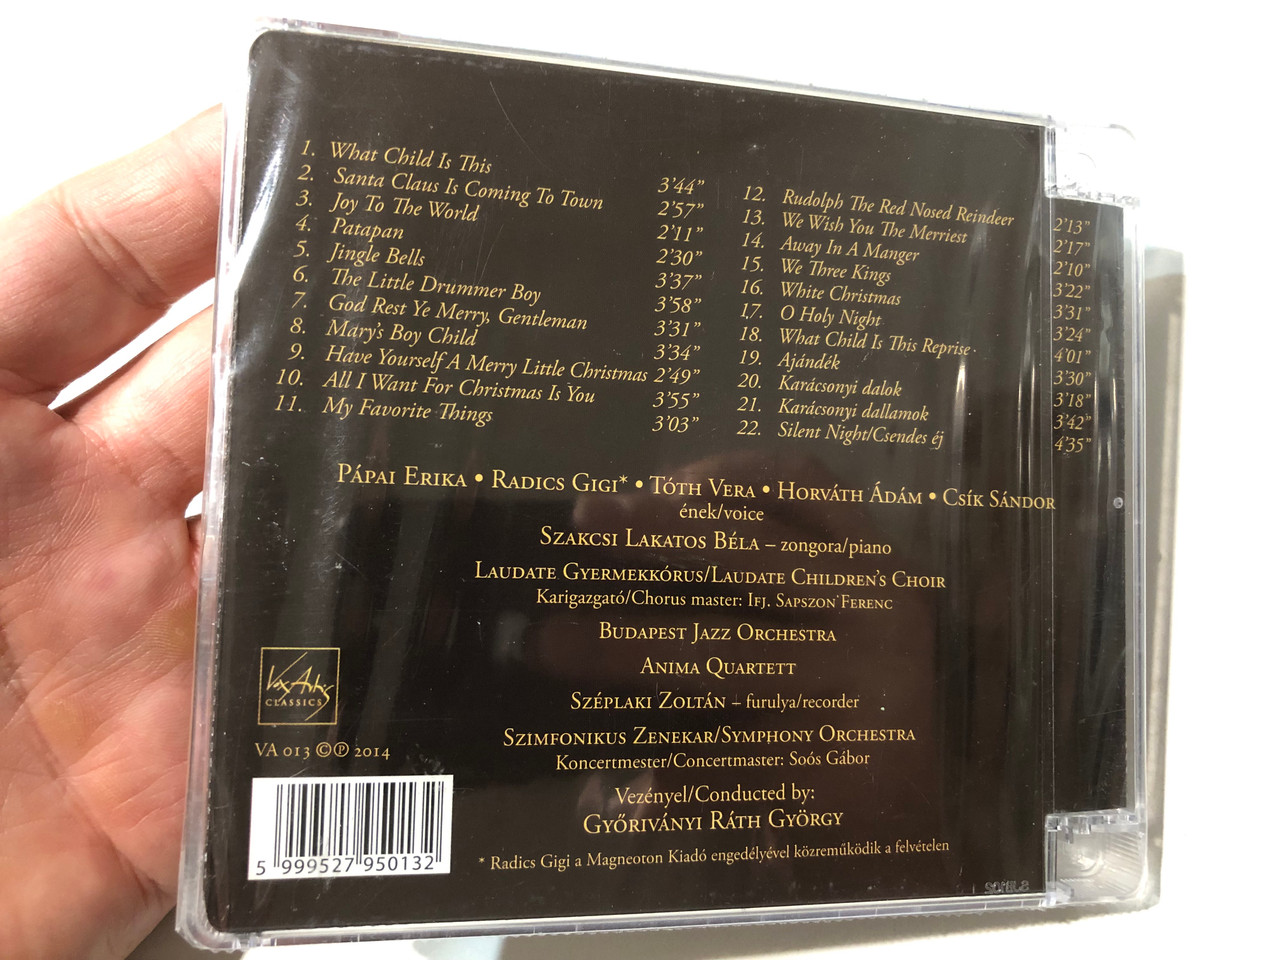 1. What Child Is This 3'44"
2. Santa Claus Is Coming To Town 2'57"
3. Joy To The World 2'11"
4. Patapan 2'30"
5. Jingle Bells 3'37"
6. The Little Drummer Boy 3'58"
7. God Rest Ye Merry, Gentleman 3'31"
8. Mary's Boy Child 3'34"
9. Have Yourself A Merry Little Christmas 2'49"
10. All I Want For Christmas Is You 3'55"
11. My Favorite Things 3'03"
12. Rudolph The Red Nosed Reindeer 2'13"
13. We Wish You The Merriest 2'17"
14. Away In A Manger 2'10"
15. We Three Kings 3'22"
16. White Christmas 3'31"
17. O Holy Night 3'24"
18. What Child Is This Reprise 4'01"
19. Ajándék 3'30"
20. Karácsonyi dalok 3'18"
21. Karácsonyi dallamok 3'42"
22. Silent Night/Csendes éj 4'35"
Pápai Erika • Radics Gigi* • Tóth Vera • Horváth Ádám • Csík Sándor
ének/voice
Szakcsi Lakatos Béla – zongora/piano
Laudate Gyermekkórus/Laudate Children's Choir
Karigazgató/Chorus master: Ifj. Sapszon Ferenc
Budapest Jazz Orchestra
Anima Quartett
Széplaki Zoltán – furulya/recorder
Szimfonikus Zenekar/Symphony Orchestra
Koncertmester/Concertmaster: Soós Gábor
Vezényel/Conducted by:
Győriványi Ráth György
* Radics Gigi a Magneoton Kiadó engedélyével közreműködik a felvételen
Vox Artis
CLASSICS
VA 013 ©℗ 2014
5 999527 950132